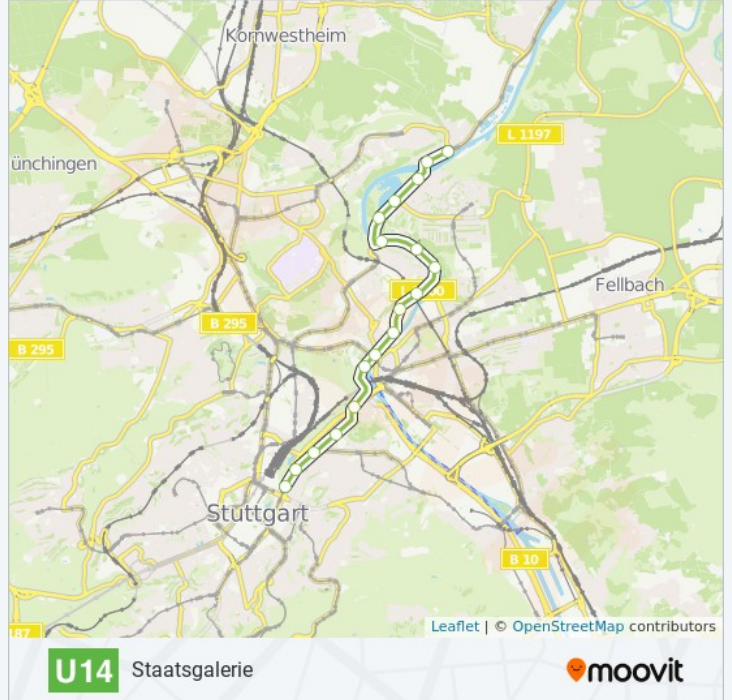 Kornwestheim
L 1197
ünchingen
Fellbach
B 295
B 295
Stuttgart
B 10
187
Leaflet | © OpenStreetMap contributors
U14 Staatsgalerie
moovit